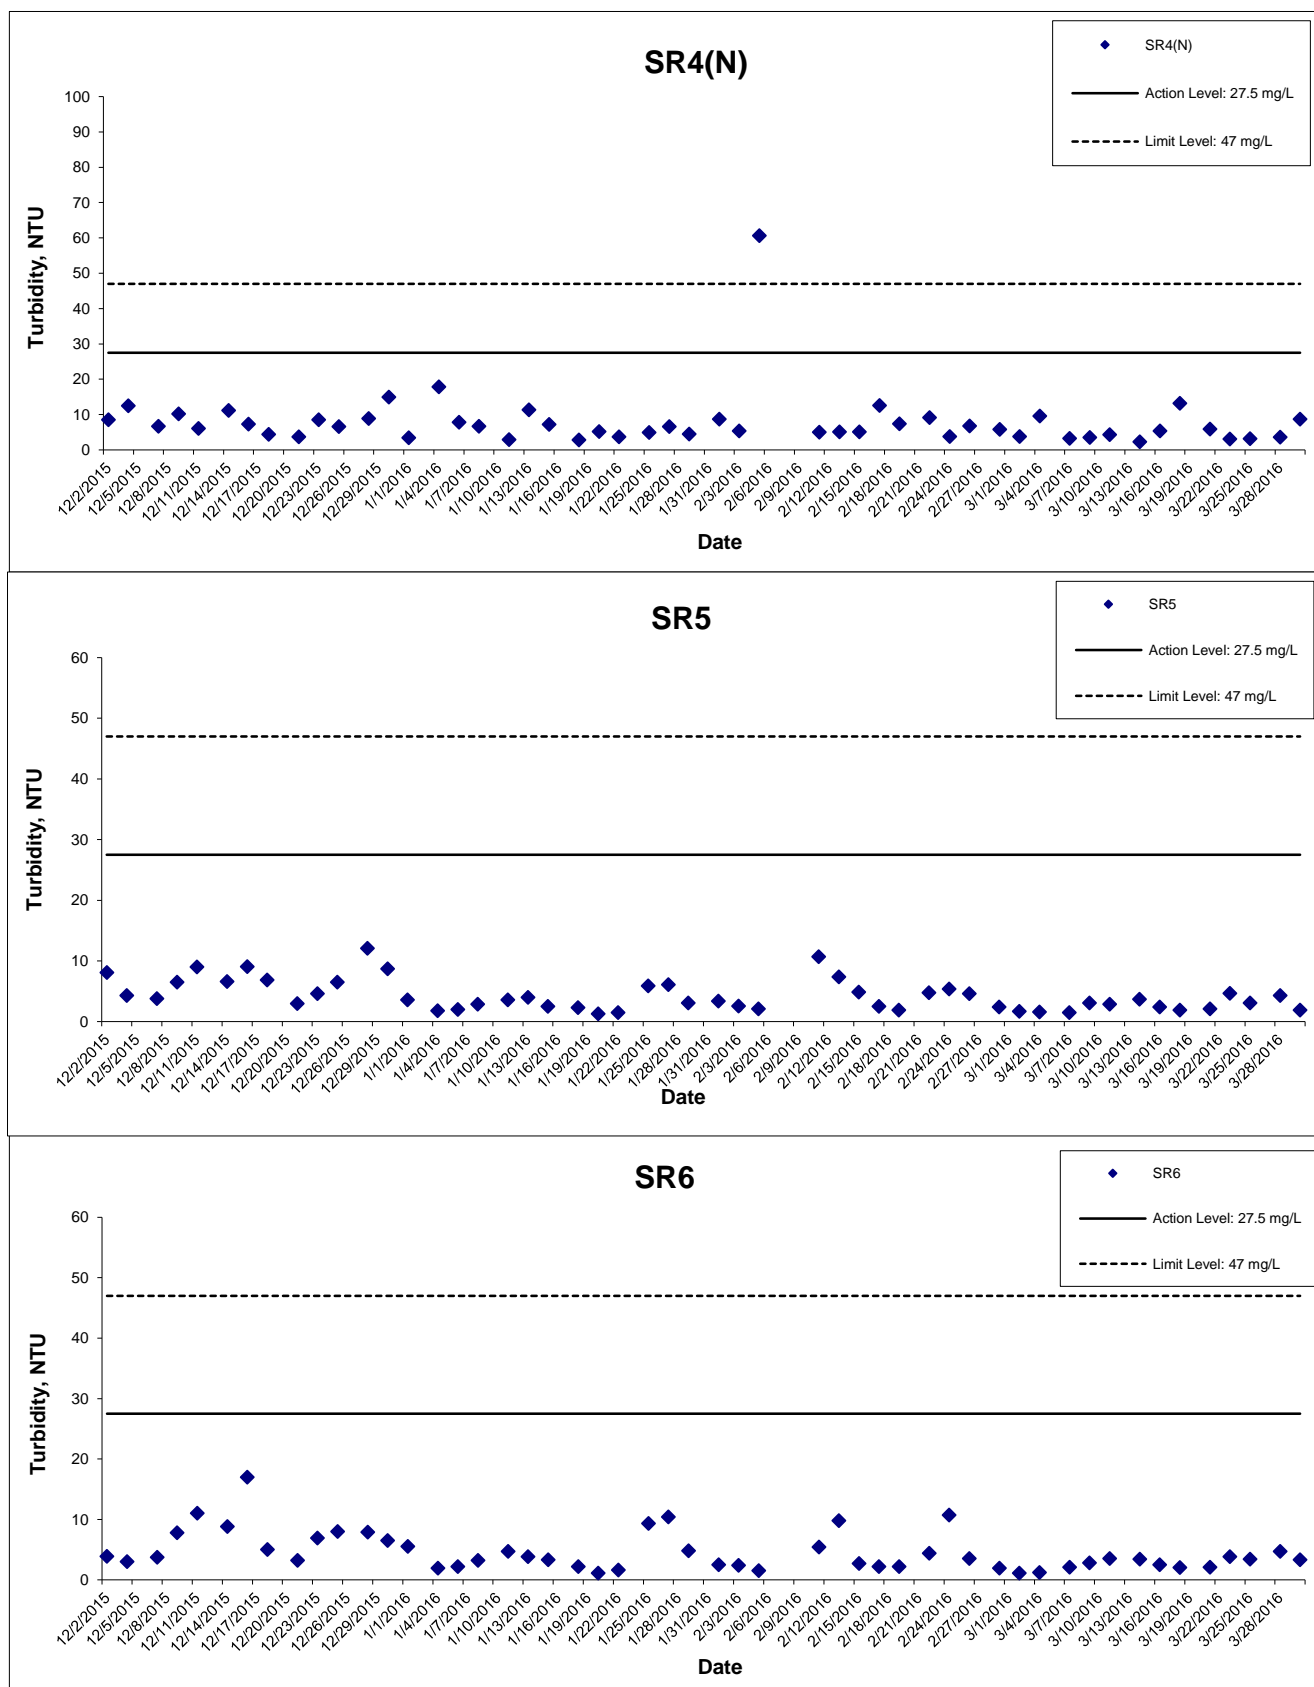 SR4(N)
SR4(N)
Action Level: 27.5 mg/L
Limit Level: 47 mg/L
Turbidity, NTU
100
90
80
70
60
50
40
30
20
10
0
12/2/2015 12/5/2015 12/8/2015 12/11/2015 12/14/2015 12/17/2015 12/20/2015 12/23/2015 12/26/2015 12/29/2015 1/1/2016 1/4/2016 1/7/2016 1/10/2016 1/13/2016 1/16/2016 1/19/2016 1/22/2016 1/25/2016 1/28/2016 1/31/2016 2/3/2016 2/6/2016 2/9/2016 2/12/2016 2/15/2016 2/18/2016 2/21/2016 2/24/2016 2/27/2016 3/1/2016 3/4/2016 3/7/2016 3/10/2016 3/13/2016 3/16/2016 3/19/2016 3/22/2016 3/25/2016 3/28/2016
Date
SR5
SR5
Action Level: 27.5 mg/L
Limit Level: 47 mg/L
Turbidity, NTU
60
50
40
30
20
10
0
12/2/2015 12/5/2015 12/8/2015 12/11/2015 12/14/2015 12/17/2015 12/20/2015 12/23/2015 12/26/2015 12/29/2015 1/1/2016 1/4/2016 1/7/2016 1/10/2016 1/13/2016 1/16/2016 1/19/2016 1/22/2016 1/25/2016 1/28/2016 1/31/2016 2/3/2016 2/6/2016 2/9/2016 2/12/2016 2/15/2016 2/18/2016 2/21/2016 2/24/2016 2/27/2016 3/1/2016 3/4/2016 3/7/2016 3/10/2016 3/13/2016 3/16/2016 3/19/2016 3/22/2016 3/25/2016 3/28/2016
Date
SR6
SR6
Action Level: 27.5 mg/L
Limit Level: 47 mg/L
Turbidity, NTU
60
50
40
30
20
10
0
12/2/2015 12/5/2015 12/8/2015 12/11/2015 12/14/2015 12/17/2015 12/20/2015 12/23/2015 12/26/2015 12/29/2015 1/1/2016 1/4/2016 1/7/2016 1/10/2016 1/13/2016 1/16/2016 1/19/2016 1/22/2016 1/25/2016 1/28/2016 1/31/2016 2/3/2016 2/6/2016 2/9/2016 2/12/2016 2/15/2016 2/18/2016 2/21/2016 2/24/2016 2/27/2016 3/1/2016 3/4/2016 3/7/2016 3/10/2016 3/13/2016 3/16/2016 3/19/2016 3/22/2016 3/25/2016 3/28/2016
Date